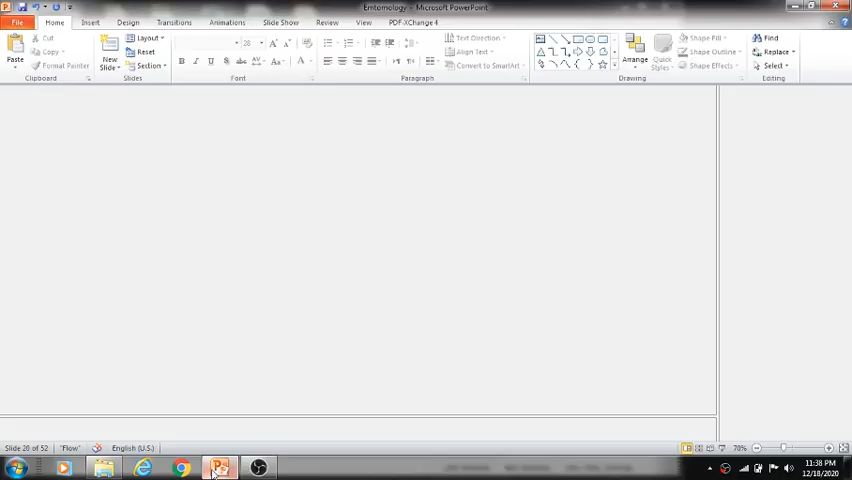 Emtomology - Microsoft PowerPoint
File Home Insert Design Transitions Animations Slide Show Review View PDF-XChange 4
Cut Layout 28 Text Direction Shape Fill Find
Copy Reset Align Text Shape Outline Replace
Paste Format Painter New Slide Section Convert to SmartArt Arrange Quick Styles Shape Effects Select
Clipboard Slides Font Paragraph Drawing Editing
Slide 20 of 52 "Flow" English (U.S.) 70%
11:38 PM
12/18/2020